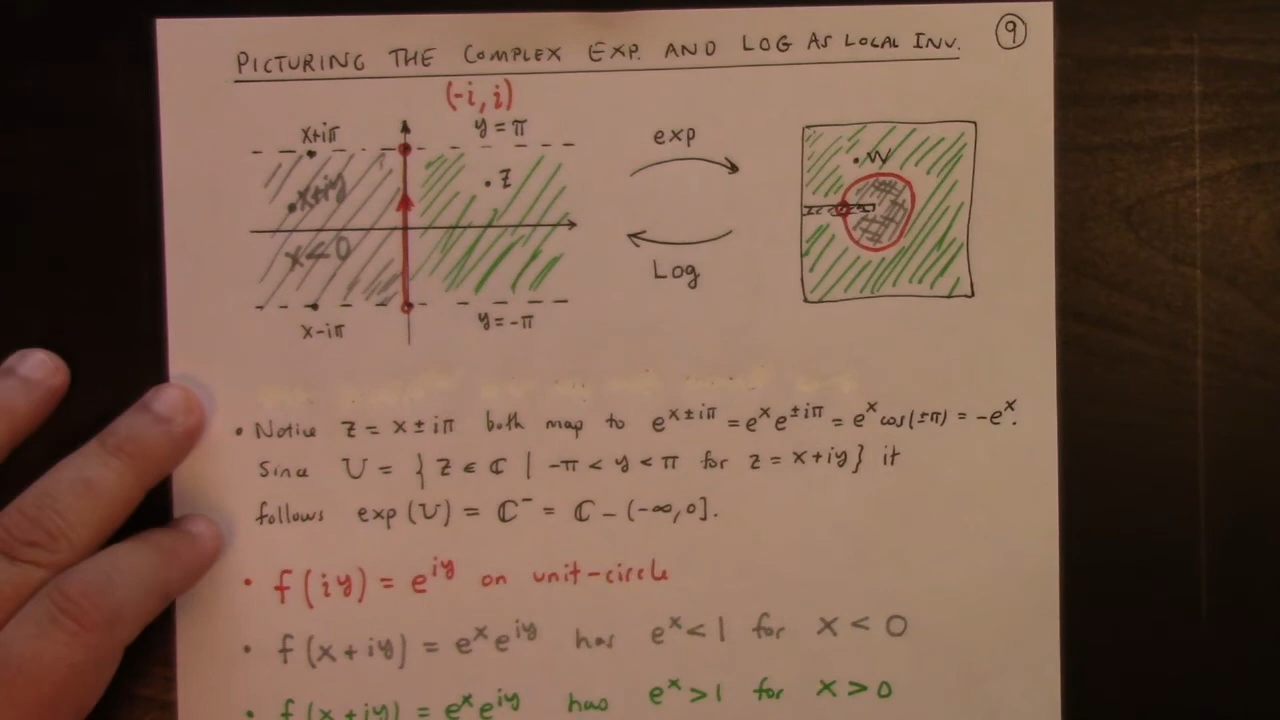 9
PICTURING THE COMPLEX EXP. AND LOG AS LOCAL INV.
(-i, i)
x+iπ
y = π
exp
x+iy
z
w
x<0
Log
x-iπ
y=-π
• Notice z = x ± iπ both map to e^{x±iπ} = e^x e^{±iπ} = e^x cos(±π) = -e^x.
Since U = { z ∈ ℂ | -π < y < π for z = x+iy} it
follows exp(U) = ℂ⁻ = ℂ - (-∞,0].
• f(iy) = e^{iy} on unit-circle
• f(x+iy) = e^x e^{iy} has e^x < 1 for x < 0
• f(x+iy) = e^x e^{iy} has e^x > 1 for x > 0